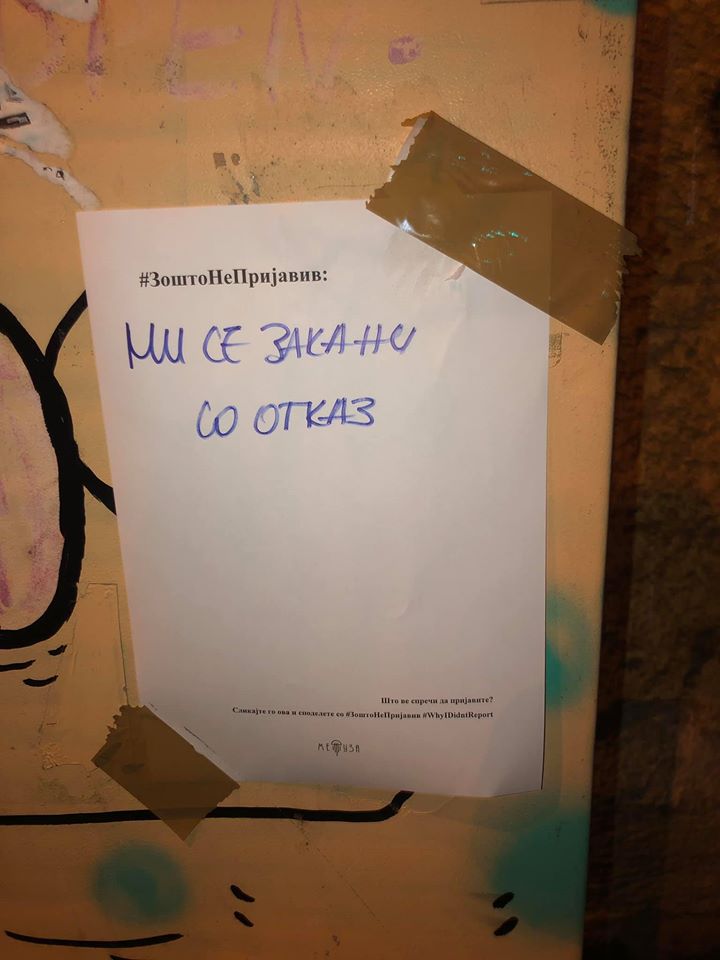 #ЗоштоНеПријавив:
МИ СЕ ЗАКАНИ
СО ОТКАЗ
Што ве спречи да пријавите?
Сликајте го ова и споделете со #ЗоштоНеПријавив #WhyIDidntReport
МЕДУЗА